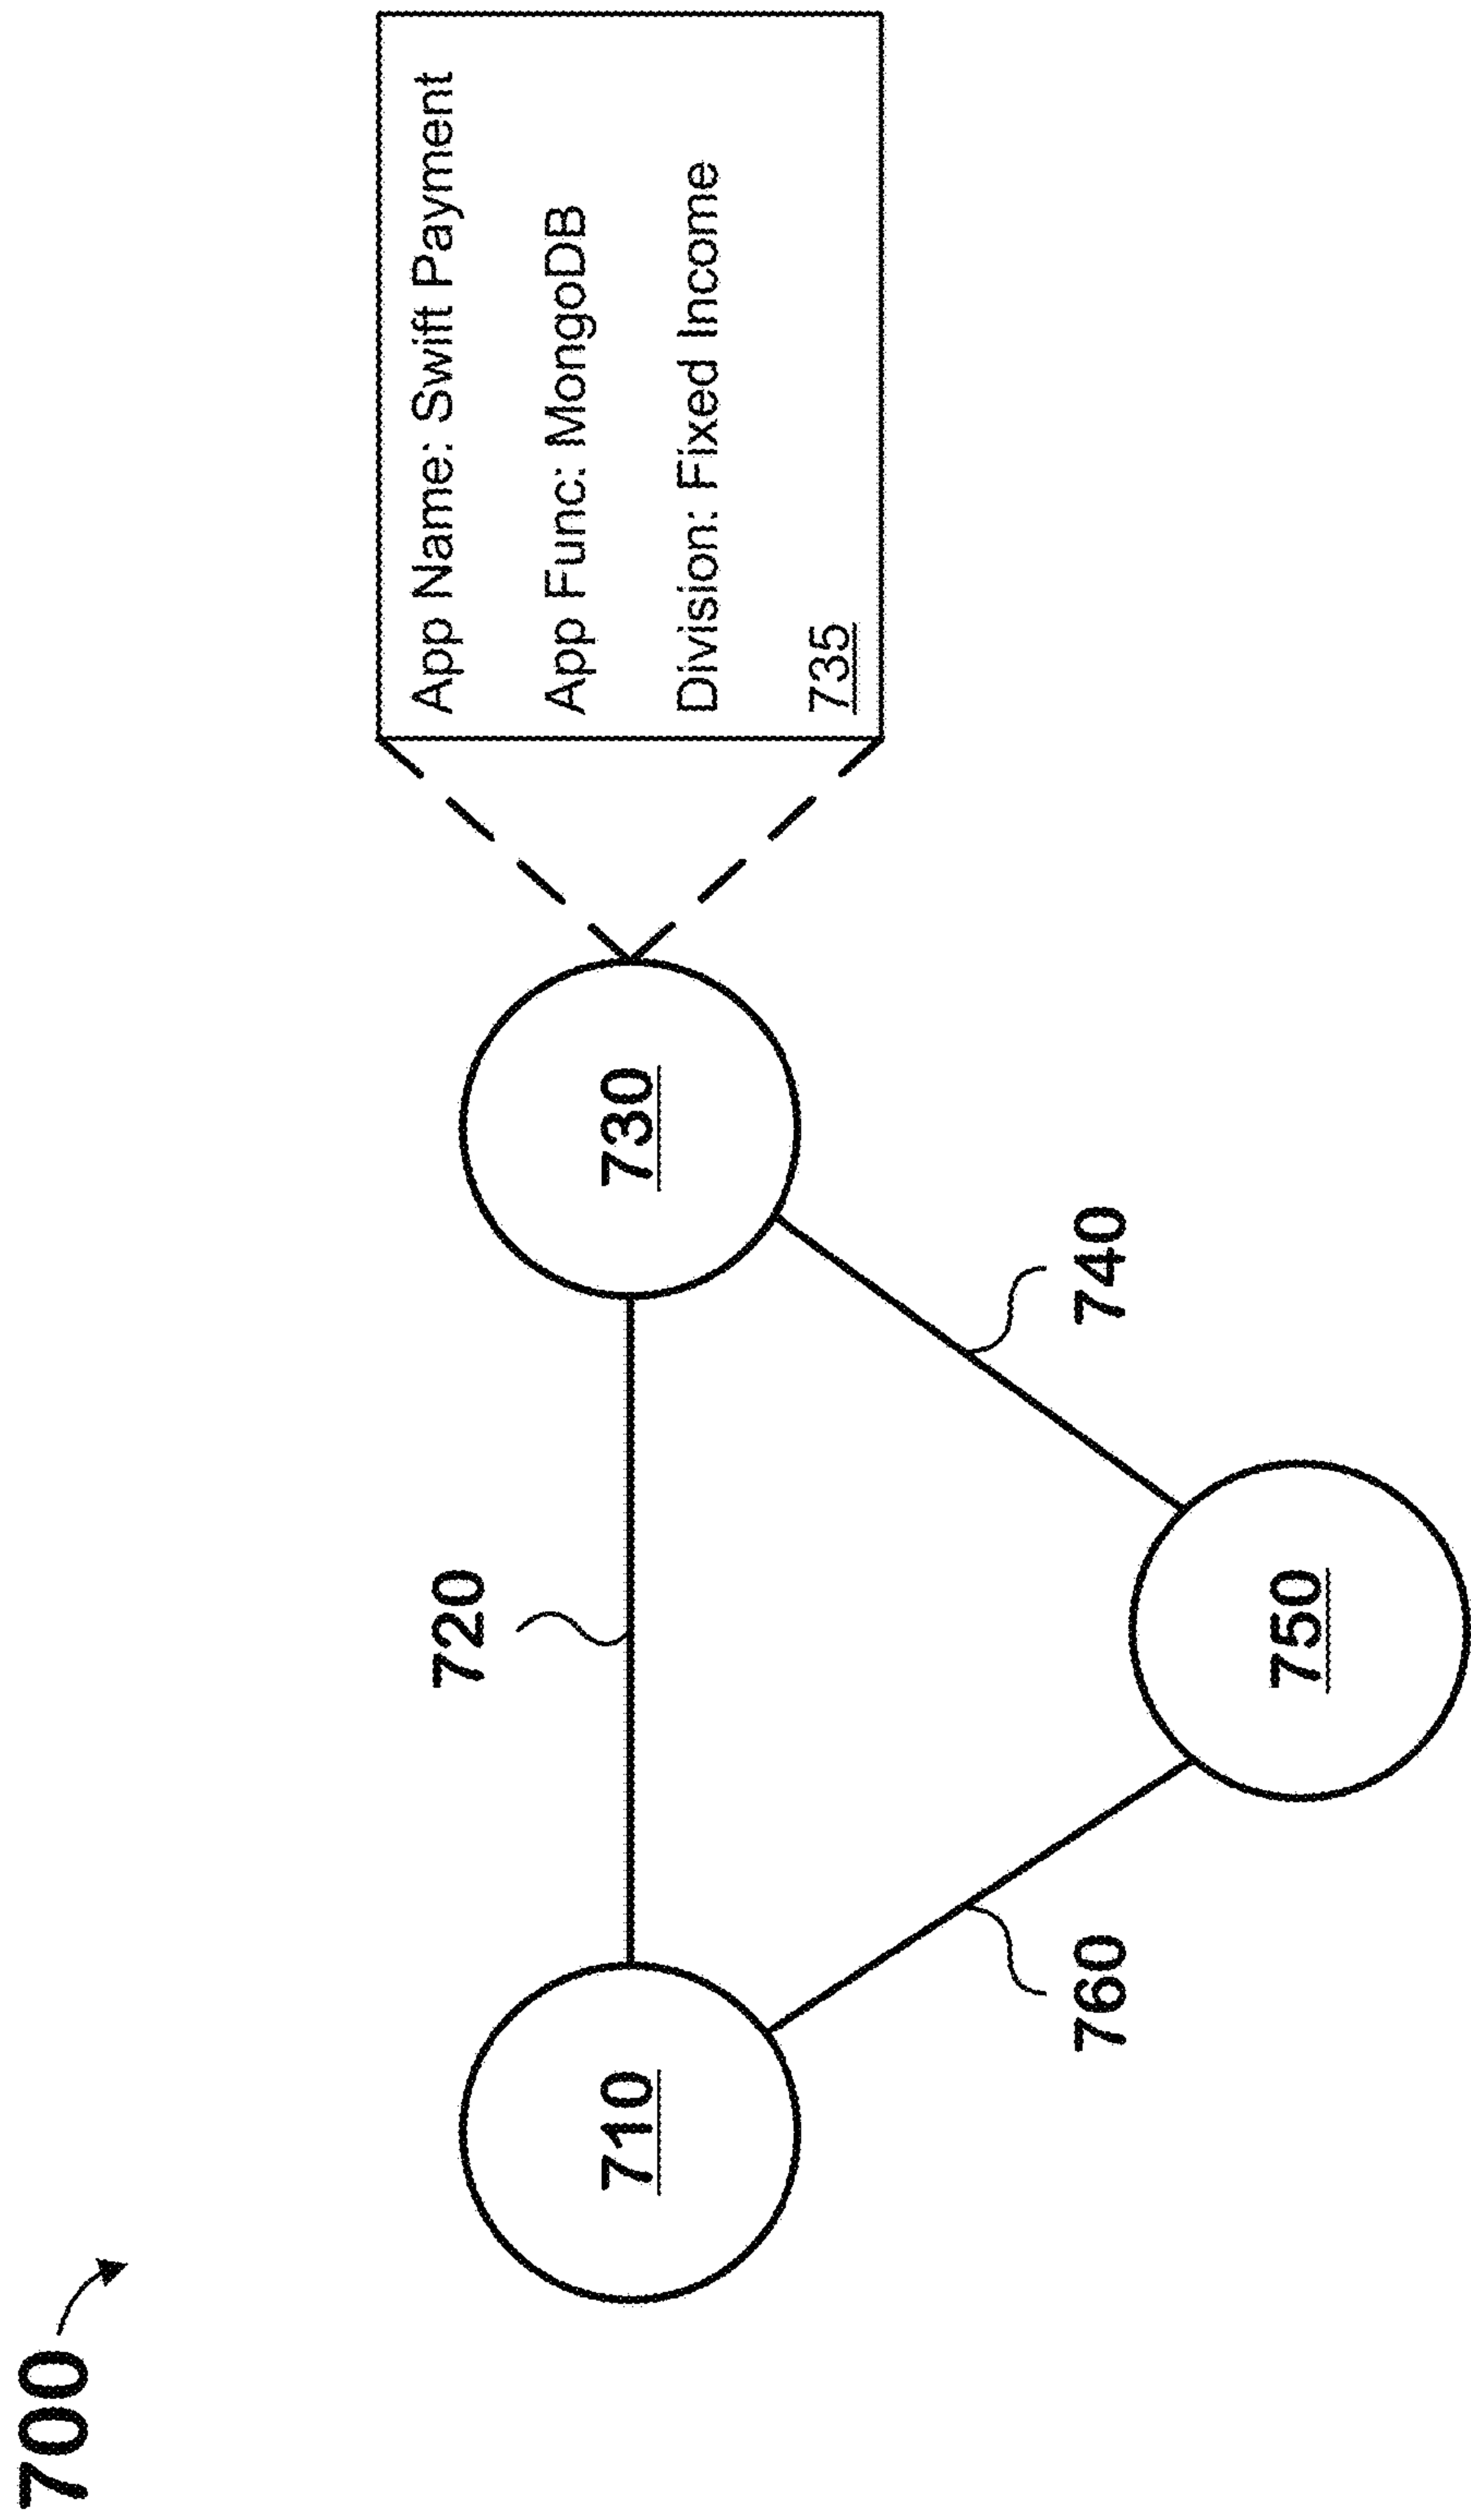 700
App Name: Swift Payment
App Func: MongoDB
Division: Fixed Income
735
720
710
730
760
740
750